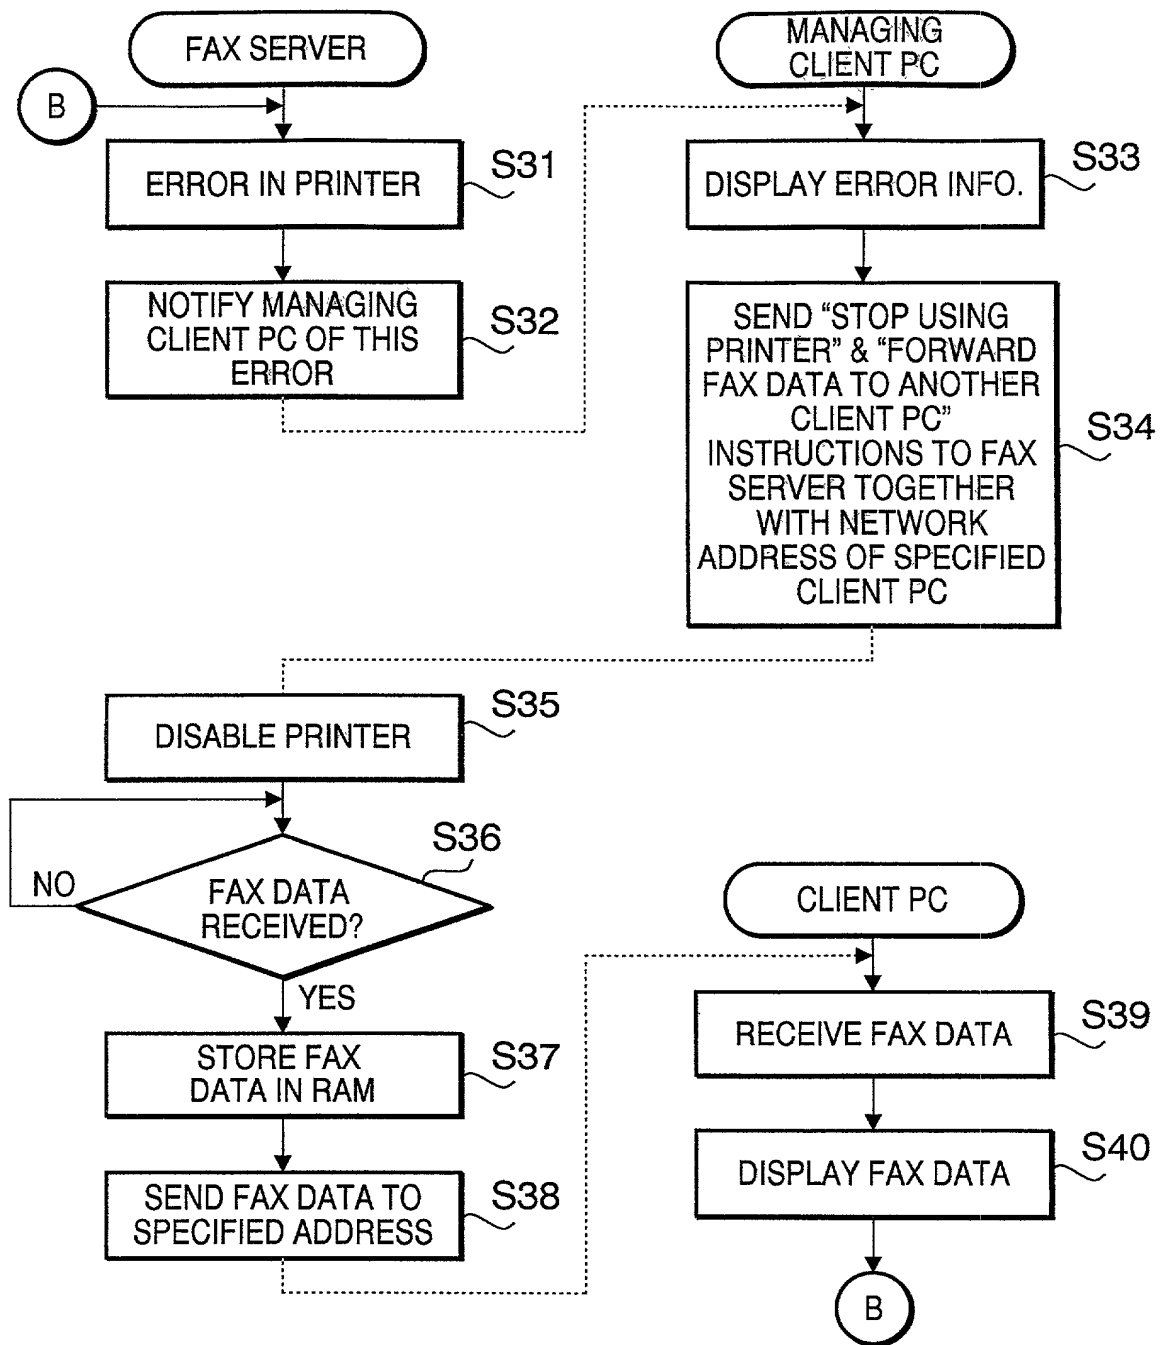 FAX SERVER
B
ERROR IN PRINTER
S31
NOTIFY MANAGING
CLIENT PC OF THIS
ERROR
S32
MANAGING
CLIENT PC
DISPLAY ERROR INFO.
S33
SEND “STOP USING
PRINTER” & “FORWARD
FAX DATA TO ANOTHER
CLIENT PC”
INSTRUCTIONS TO FAX
SERVER TOGETHER
WITH NETWORK
ADDRESS OF SPECIFIED
CLIENT PC
S34
DISABLE PRINTER
S35
FAX DATA
RECEIVED?
S36
NO
YES
STORE FAX
DATA IN RAM
S37
SEND FAX DATA TO
SPECIFIED ADDRESS
S38
CLIENT PC
RECEIVE FAX DATA
S39
DISPLAY FAX DATA
S40
B